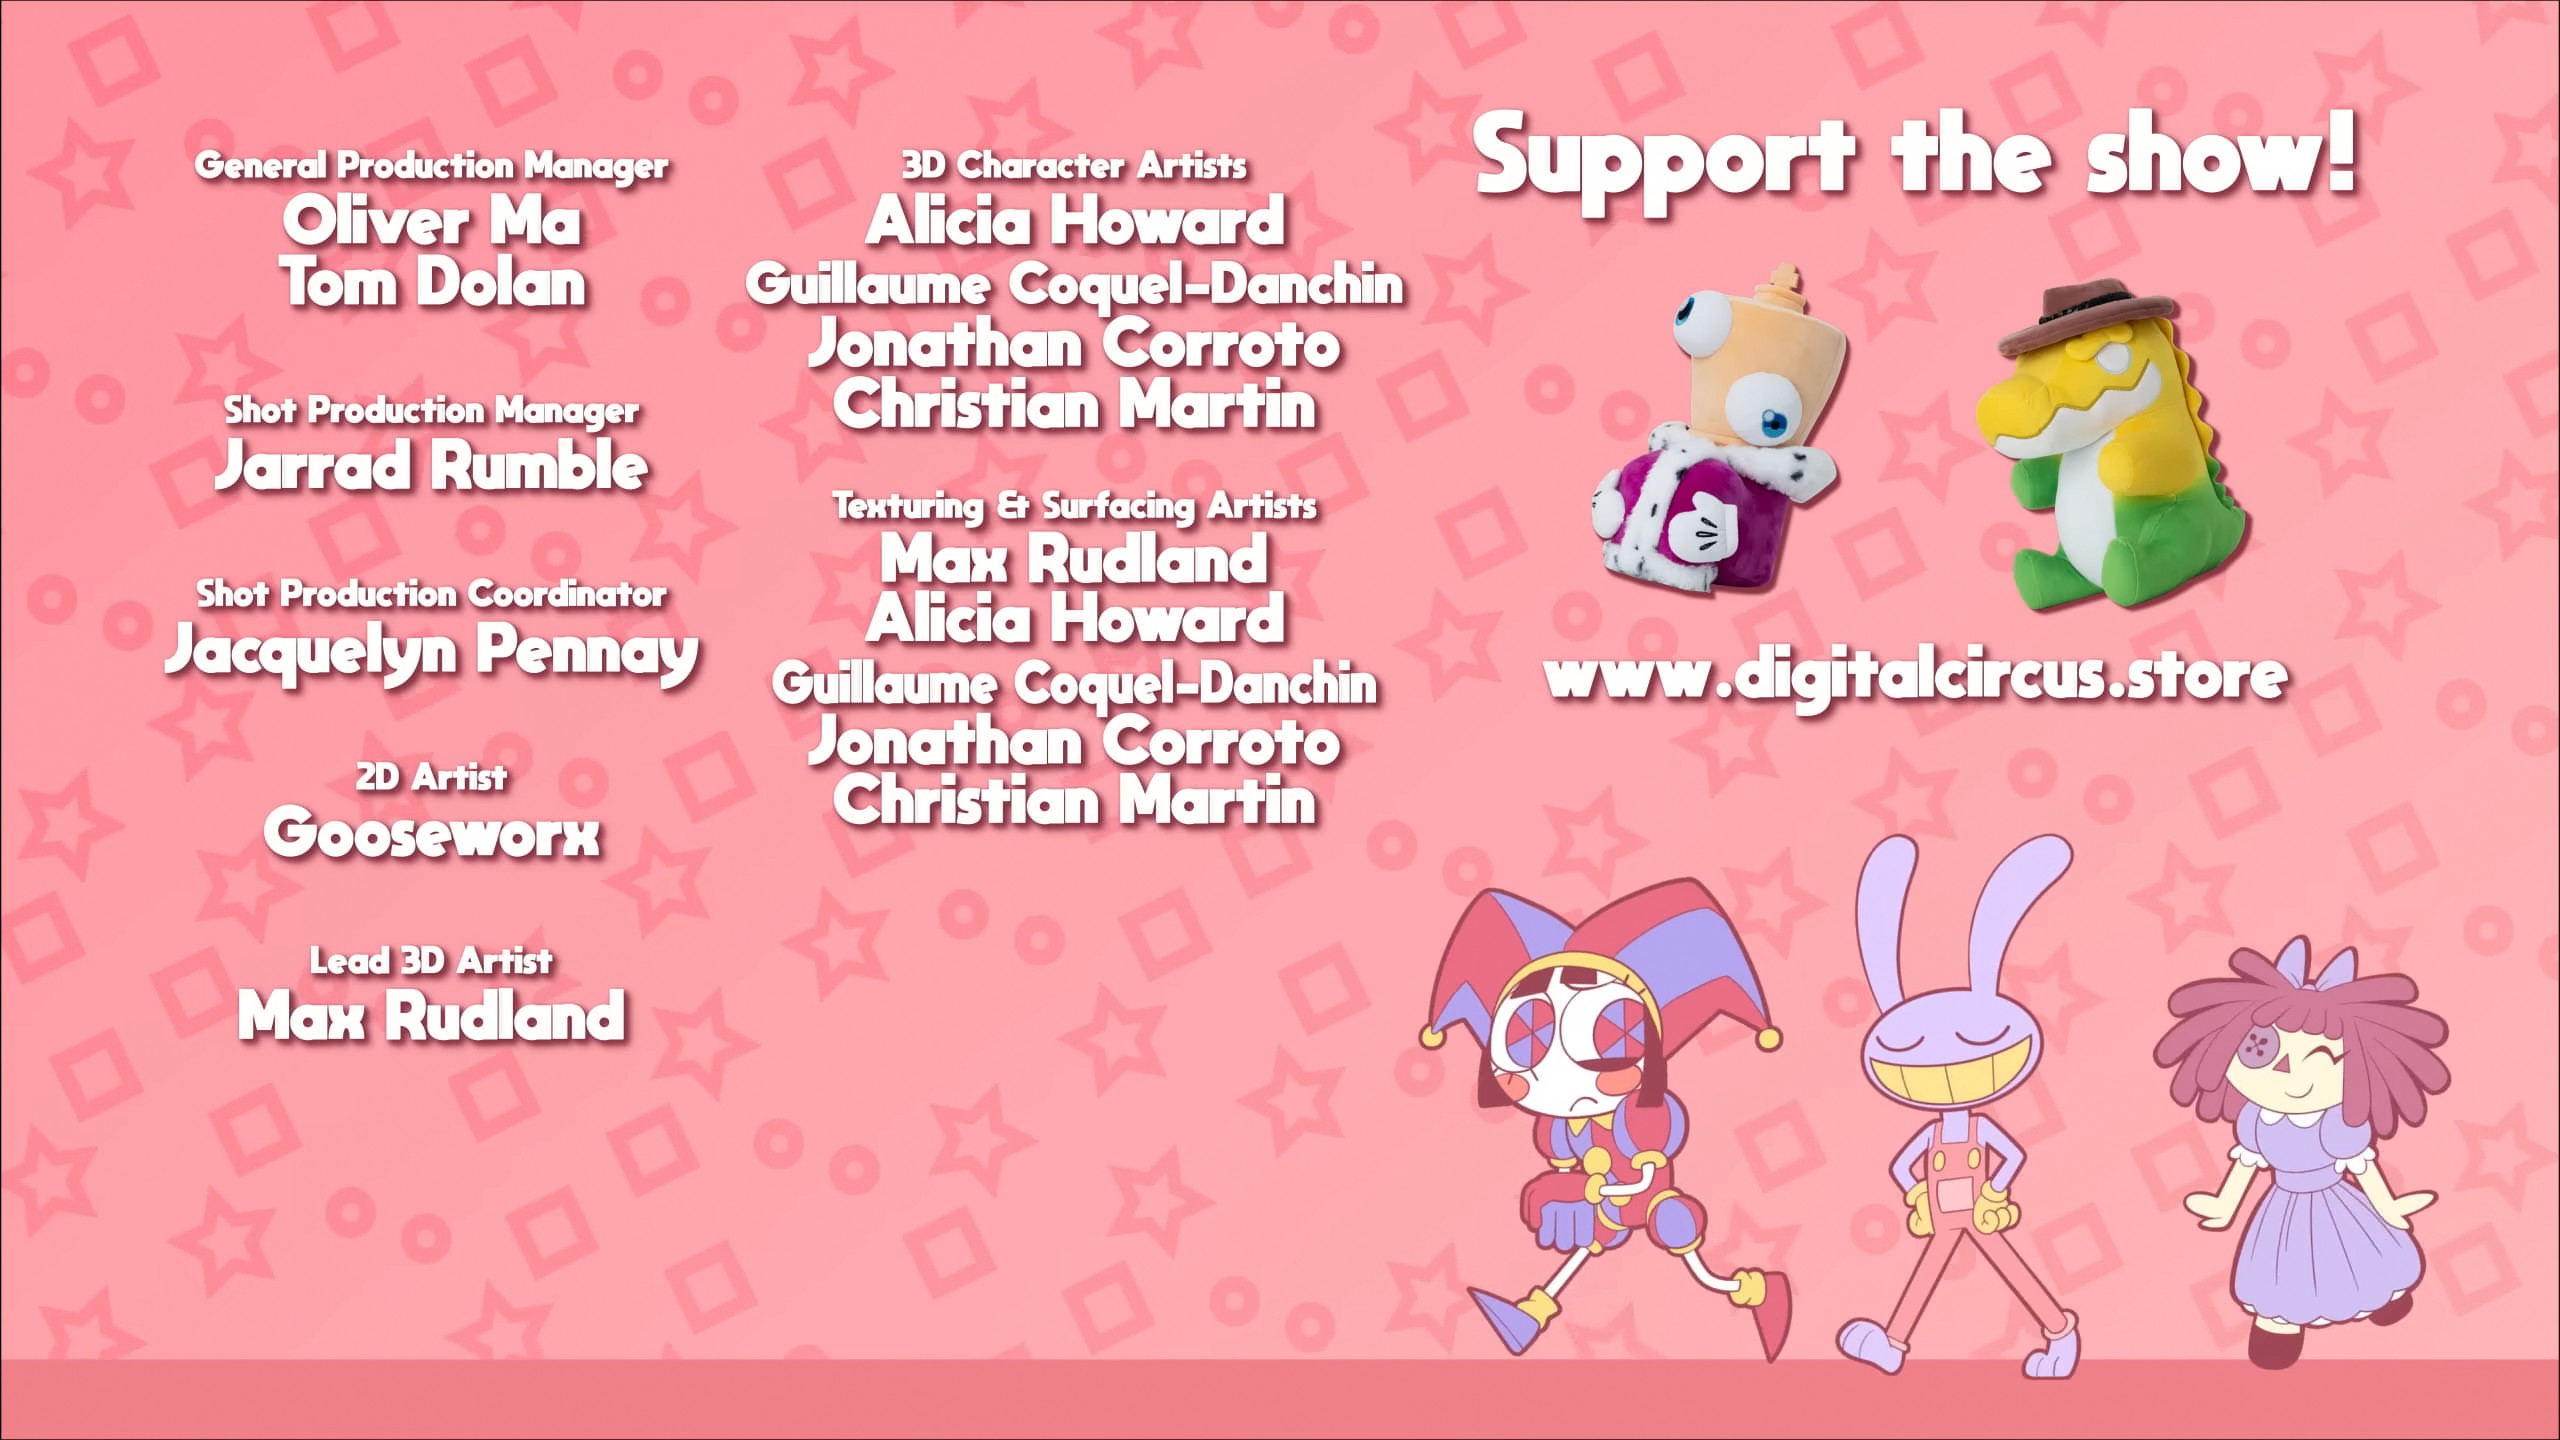 General Production Manager
Oliver Ma
Tom Dolan
Shot Production Manager
Jarrad Rumble
Shot Production Coordinator
Jacquelyn Pennay
2D Artist
Gooseworx
Lead 3D Artist
Max Rudland
3D Character Artists
Alicia Howard
Guillaume Coquel-Danchin
Jonathan Corroto
Christian Martin
Texturing & Surfacing Artists
Max Rudland
Alicia Howard
Guillaume Coquel-Danchin
Jonathan Corroto
Christian Martin
Support the show!
www.digitalcircus.store